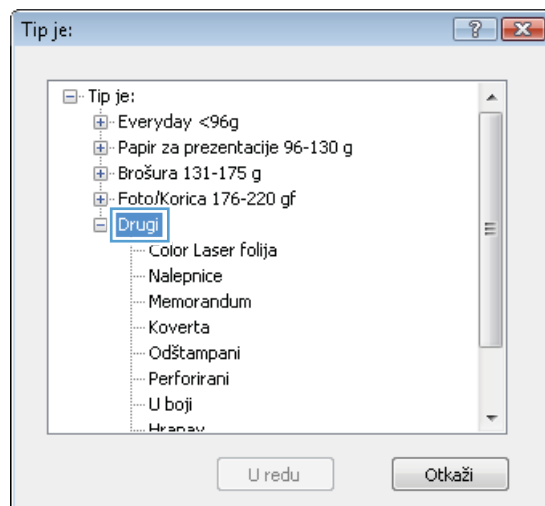 Tip je:
Tip je:
Everyday <96g
Papir za prezentacije 96-130 g
Brošura 131-175 g
Foto/Korica 176-220 gf
Drugi
Color Laser folija
Nalepnice
Memorandum
Koverta
Odštampani
Perforirani
U boji
Hrapav
U redu
Otkaži